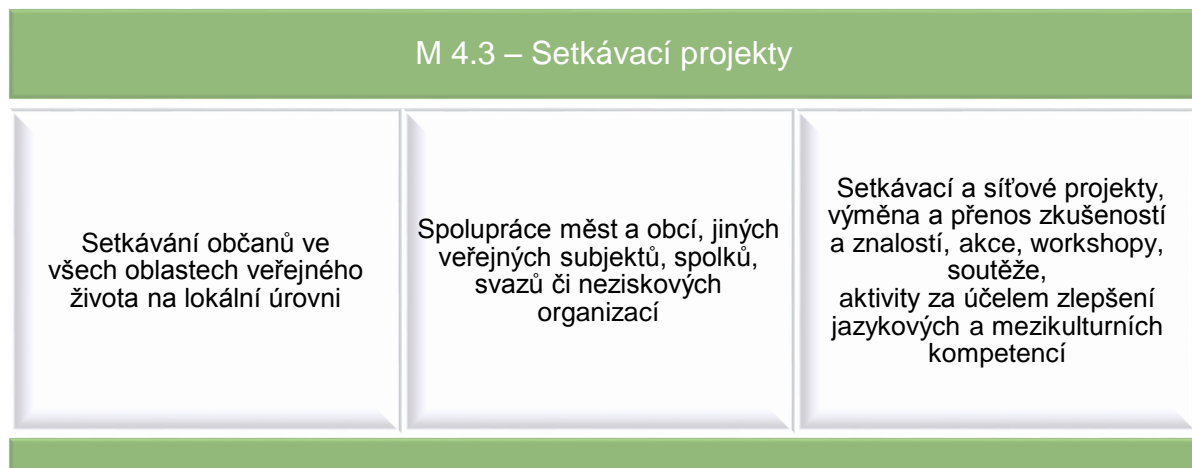 M 4.3 – Setkávací projekty
Setkávání občanů ve
všech oblastech veřejného
života na lokální úrovni
Spolupráce měst a obcí, jiných
veřejných subjektů, spolků,
svazů či neziskových
organizací
Setkávací a síťové projekty,
výměna a přenos zkušeností
a znalostí, akce, workshopy,
soutěže,
aktivity za účelem zlepšení
jazykových a mezikulturních
kompetencí